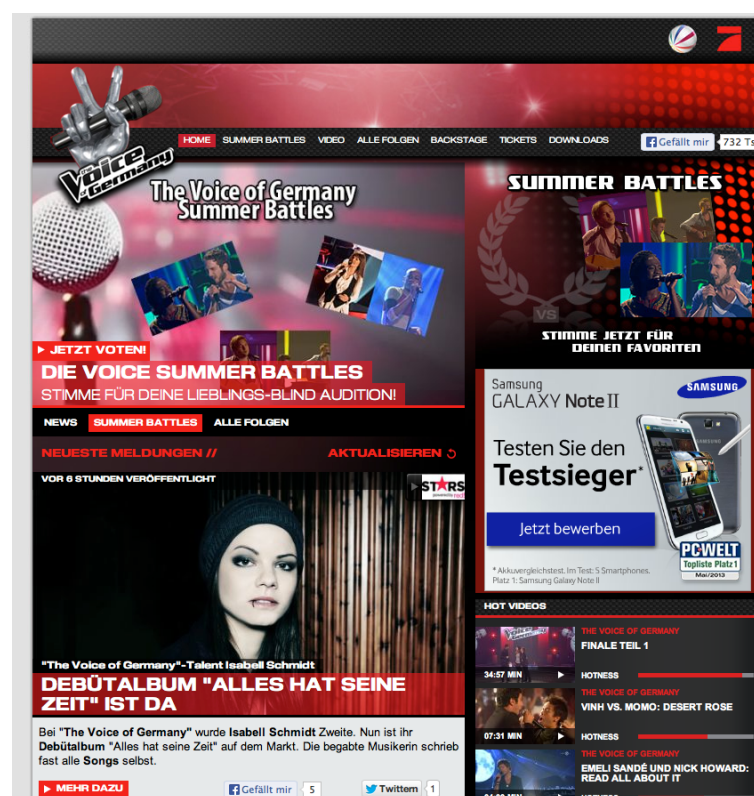 The
Voice
of Germany
HOME SUMMER BATTLES VIDEO ALLE FOLGEN BACKSTAGE TICKETS DOWNLOADS
Gefällt mir 732 Ts
The Voice of Germany
Summer Battles
JETZT VOTEN!
DIE VOICE SUMMER BATTLES
STIMME FÜR DEINE LIEBLINGS-BLIND AUDITION!
SUMMER BATTLES
VS
STIMME JETZT FÜR
DEINEN FAVORITEN
NEWS SUMMER BATTLES ALLE FOLGEN
NEUESTE MELDUNGEN // AKTUALISIEREN
VOR 6 STUNDEN VERÖFFENTLICHT
STARS
"The Voice of Germany"-Talent Isabell Schmidt
DEBÜTALBUM "ALLES HAT SEINE
ZEIT" IST DA
Bei "The Voice of Germany" wurde Isabell Schmidt Zweite. Nun ist ihr
Debütalbum "Alles hat seine Zeit" auf dem Markt. Die begabte Musikerin schrieb
fast alle Songs selbst.
MEHR DAZU Gefällt mir 5 Twittern 1
Samsung
GALAXY Note II
SAMSUNG
Testen Sie den
Testsieger*
Jetzt bewerben
PC-WELT
Topliste Platz 1
Mai/2013
* Akkuvergleichstest. Im Test: 5 Smartphones.
Platz 1: Samsung Galaxy Note II
HOT VIDEOS
THE VOICE OF GERMANY
FINALE TEIL 1
34:57 MIN
HOTNESS
THE VOICE OF GERMANY
VINH VS. MOMO: DESERT ROSE
07:31 MIN
HOTNESS
THE VOICE OF GERMANY
EMELI SANDÉ UND NICK HOWARD:
READ ALL ABOUT IT